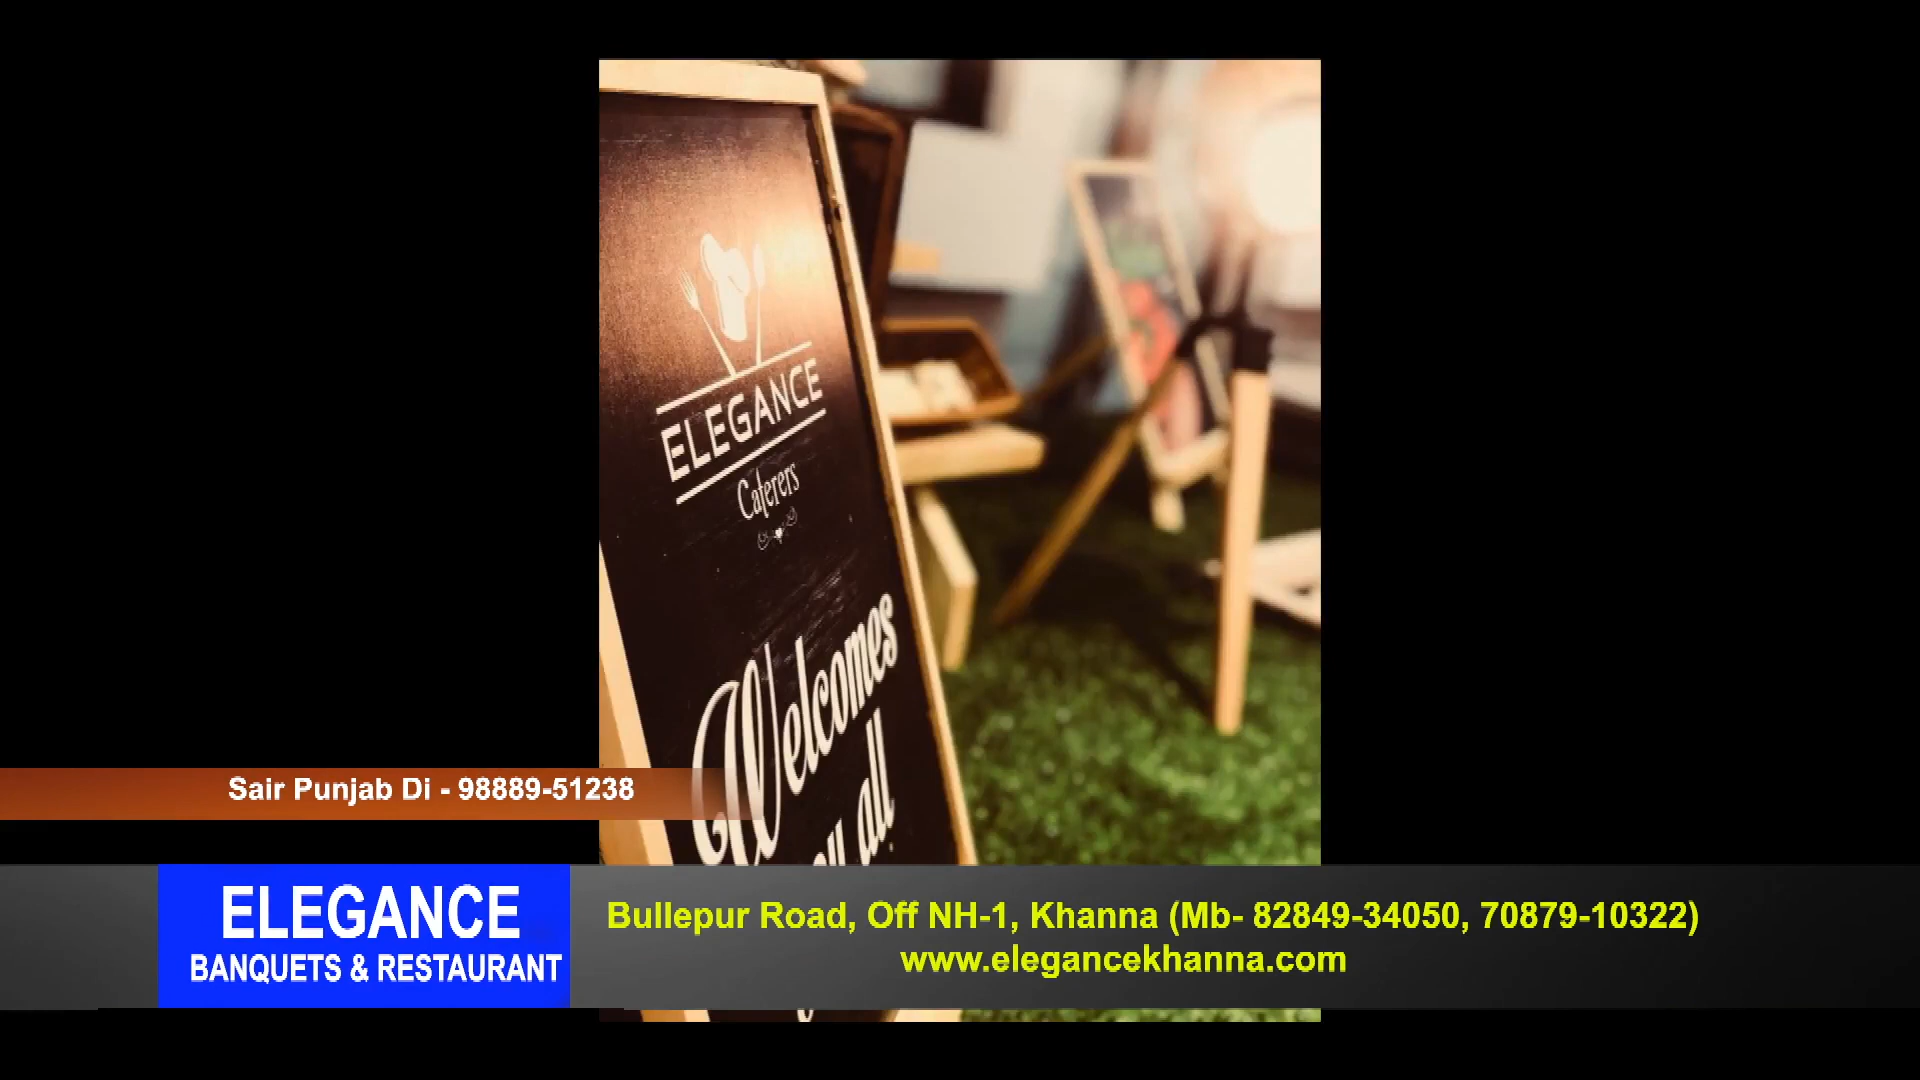 ELEGANCE
Caterers
Welcomes
all
Sair Punjab Di - 98889-51238
ELEGANCE
BANQUETS & RESTAURANT
Bullepur Road, Off NH-1, Khanna (Mb- 82849-34050, 70879-10322)
www.elegancekhanna.com